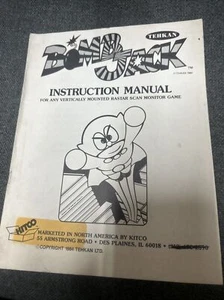 TEHKAN
BOMB JACK
TM
INSTRUCTION MANUAL
FOR ANY VERTICALLY MOUNTED RASTAR SCAN MONITOR GAME
KITCO
MARKETED IN NORTH AMERICA BY KITCO
55 ARMSTRONG ROAD • DES PLAINES, IL 60018 •
©COPYRIGHT 1984 TEHKAN LTD.